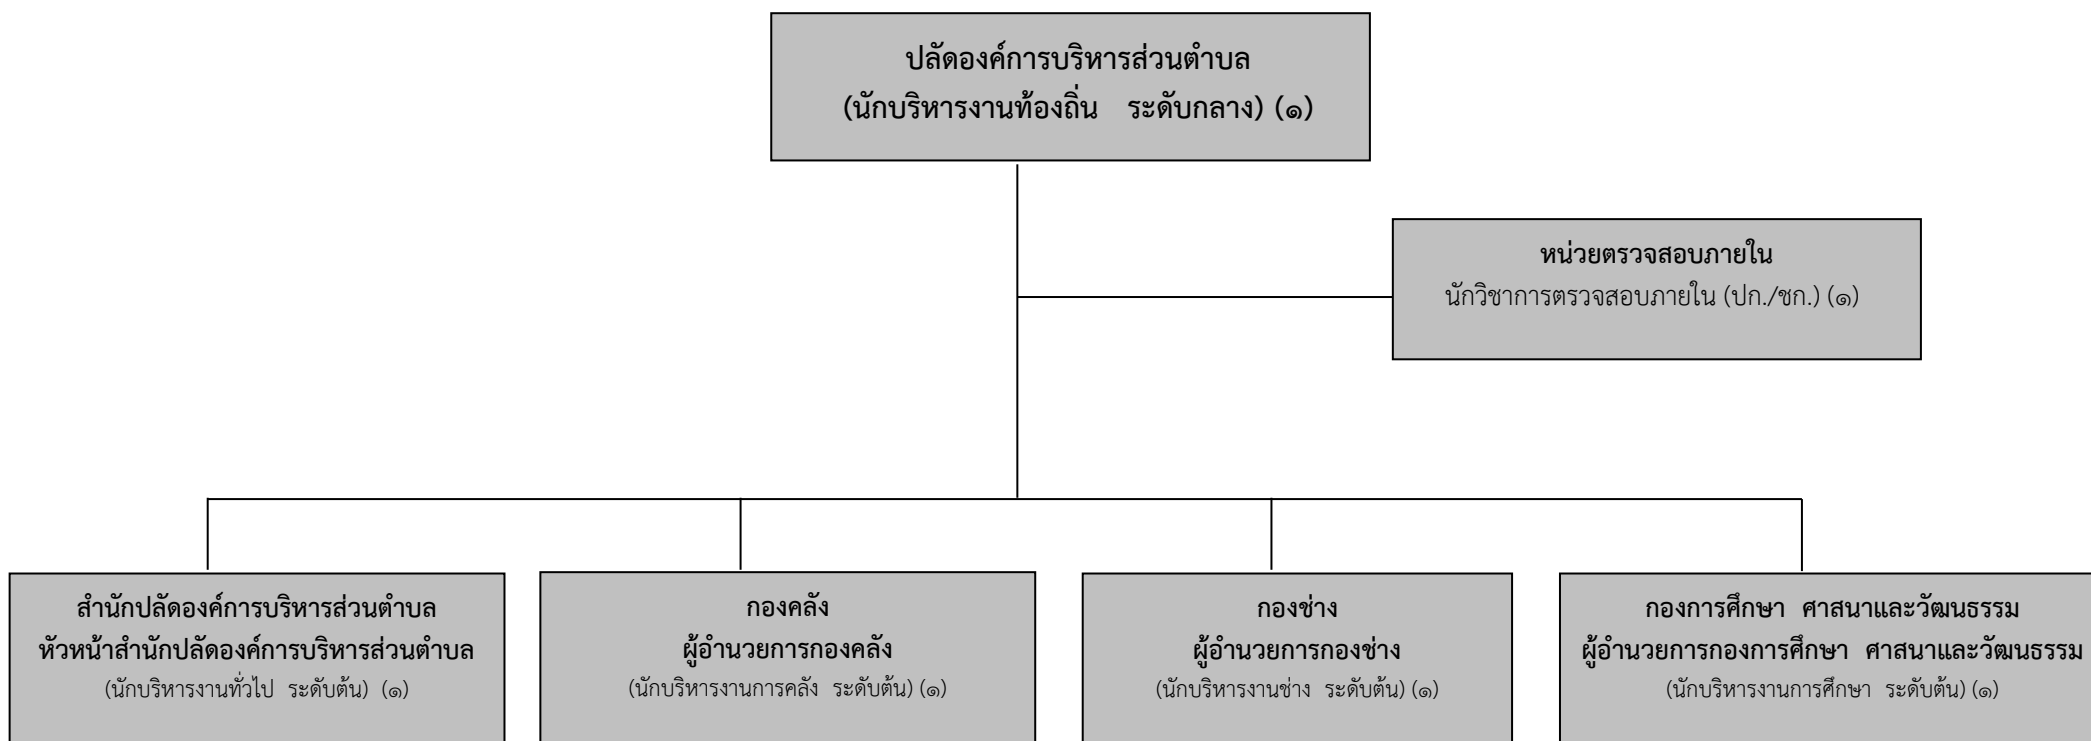 ปลัดองค์การบริหารส่วนตำบล
(นักบริหารงานท้องถิ่น ระดับกลาง) (๑)
หน่วยตรวจสอบภายใน
นักวิชาการตรวจสอบภายใน (ปก./ชก.) (๑)
สำนักปลัดองค์การบริหารส่วนตำบล
หัวหน้าสำนักปลัดองค์การบริหารส่วนตำบล
(นักบริหารงานทั่วไป ระดับต้น) (๑)
กองคลัง
ผู้อำนวยการกองคลัง
(นักบริหารงานการคลัง ระดับต้น) (๑)
กองช่าง
ผู้อำนวยการกองช่าง
(นักบริหารงานช่าง ระดับต้น) (๑)
กองการศึกษา ศาสนาและวัฒนธรรม
ผู้อำนวยการกองการศึกษา ศาสนาและวัฒนธรรม
(นักบริหารงานการศึกษา ระดับต้น) (๑)